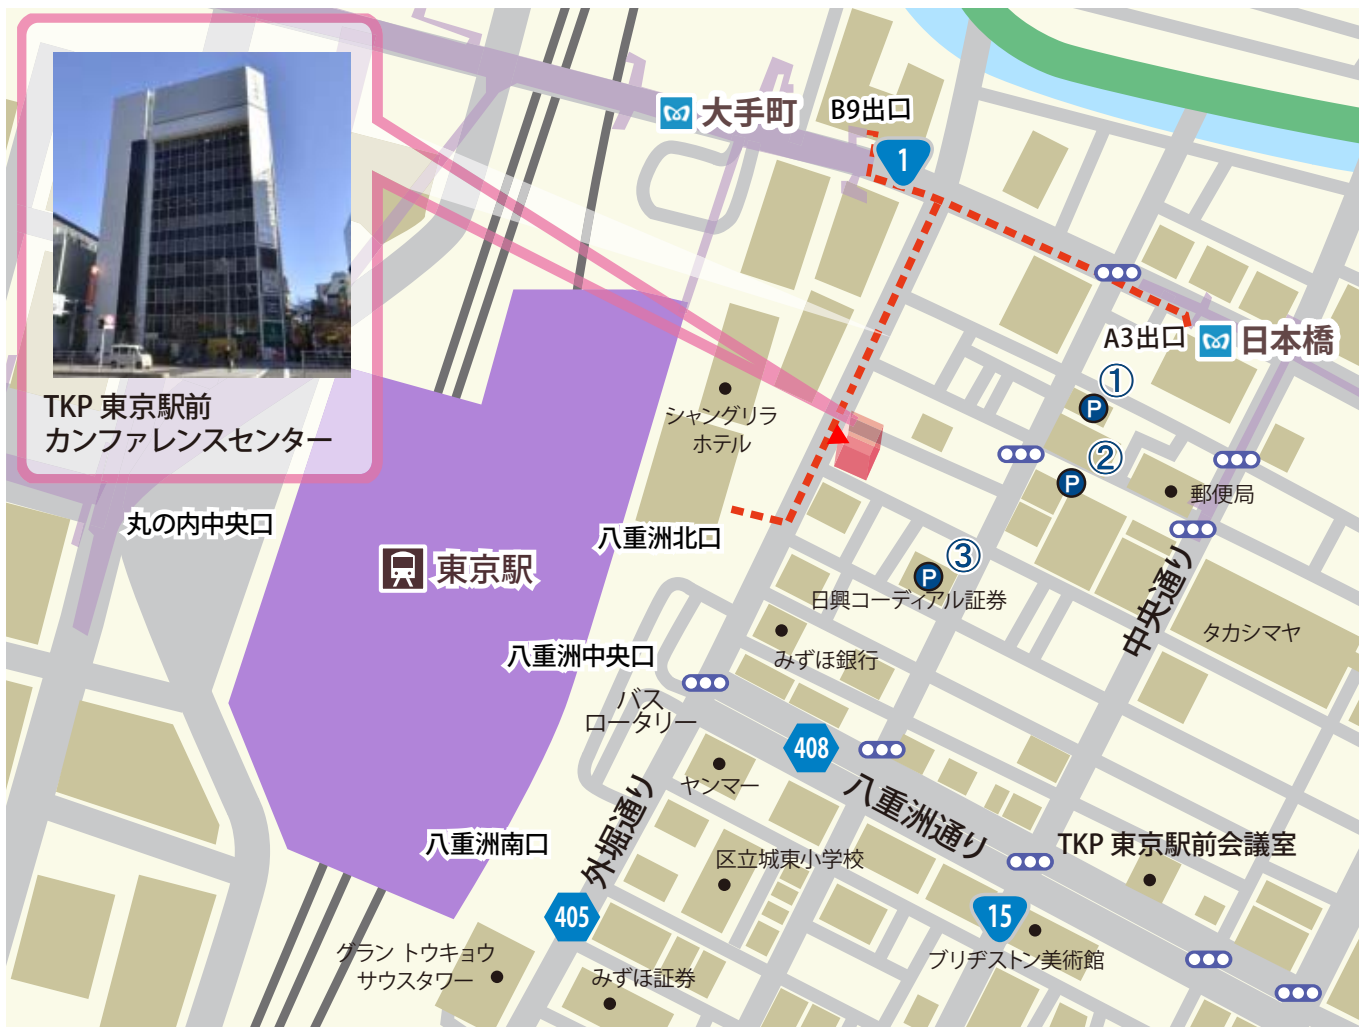 大手町
B9出口
1
A3出口
日本橋
①
P
②
P
郵便局
③
P
日興コーディアル証券
シャングリラ
ホテル
TKP 東京駅前
カンファレンスセンター
丸の内中央口
東京駅
八重洲北口
八重洲中央口
バス
ロータリー
みずほ銀行
中央通り
タカシマヤ
408
ヤンマー
八重洲通り
外堀通り
八重洲南口
区立城東小学校
TKP 東京駅前会議室
405
15
ブリヂストン美術館
グラン トウキョウ
サウスタワー
みずほ証券